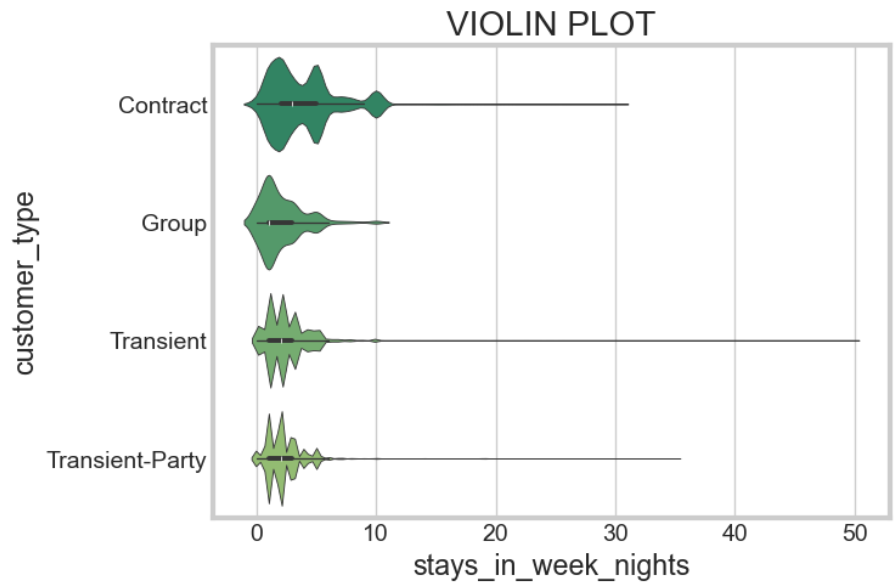 VIOLIN PLOT
customer_type
Contract
Group
Transient
Transient-Party
0 10 20 30 40 50
stays_in_week_nights